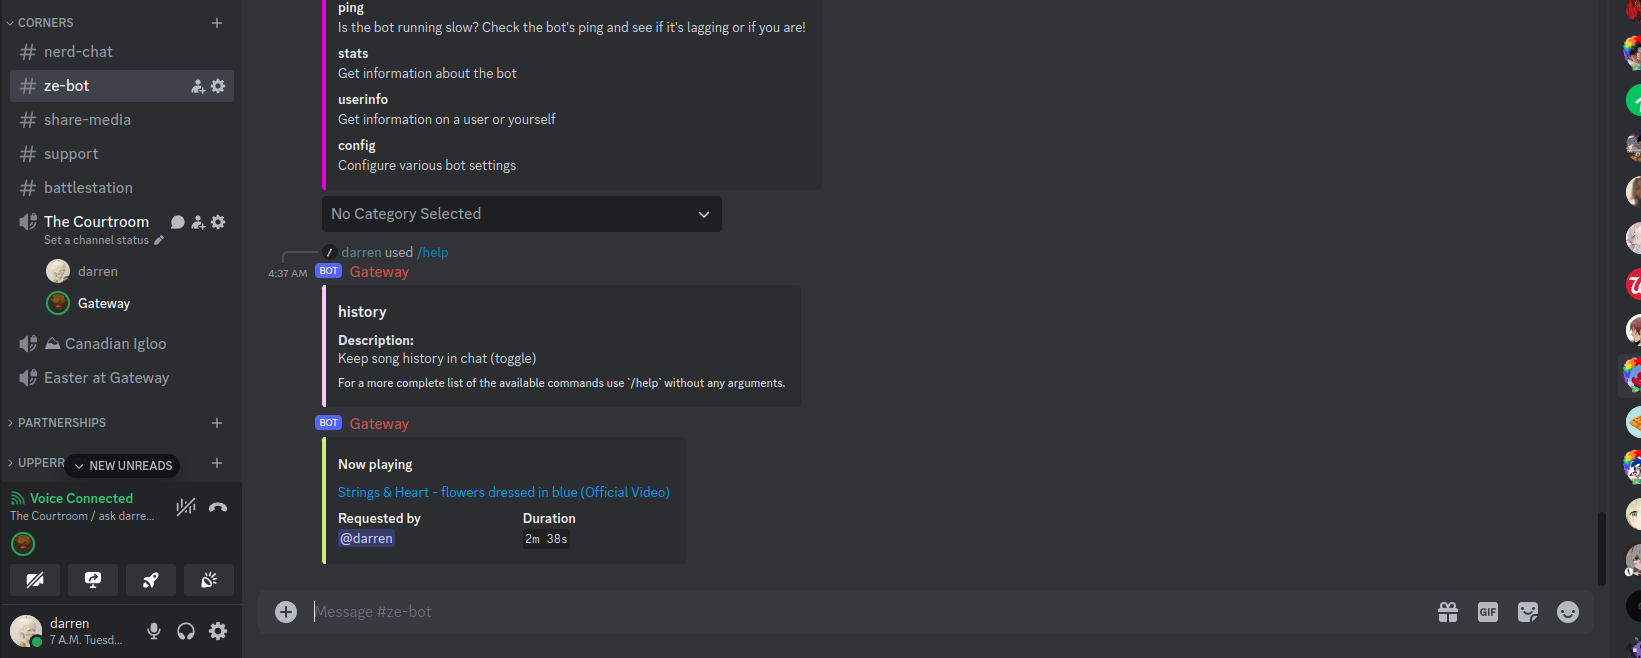 CORNERS
nerd-chat
ze-bot
share-media
support
battlestation
The Courtroom
Set a channel status
darren
Gateway
Canadian Igloo
Easter at Gateway
PARTNERSHIPS
UPPERR
NEW UNREADS
Voice Connected
The Courtroom / ask darre...
darren
7 A.M. Tuesd...
ping
Is the bot running slow? Check the bot's ping and see if it's lagging or if you are!
stats
Get information about the bot
userinfo
Get information on a user or yourself
config
Configure various bot settings
No Category Selected
darren used /help
4:37 AM BOT Gateway
history
Description:
Keep song history in chat (toggle)
For a more complete list of the available commands use `/help` without any arguments.
BOT Gateway
Now playing
Strings & Heart - flowers dressed in blue (Official Video)
Requested by Duration
@darren 2m 38s
Message #ze-bot
GIF